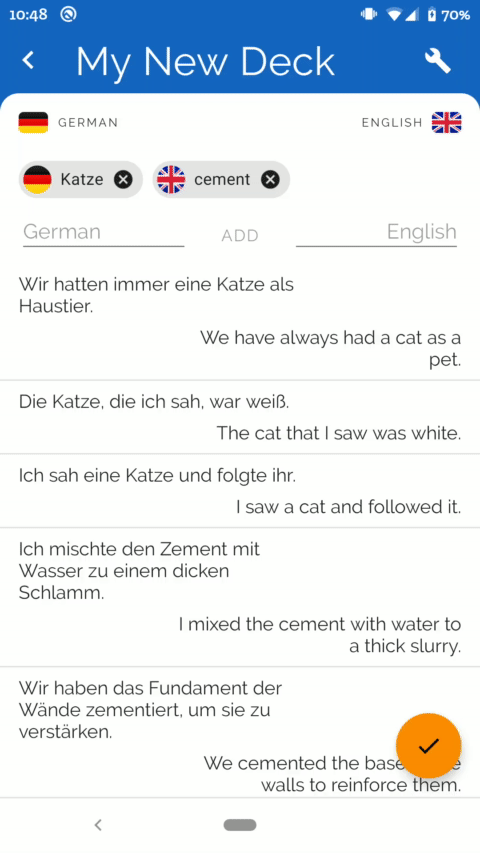 10:48
70%
My New Deck
GERMAN
ENGLISH
Katze
cement
German
ADD
English
Wir hatten immer eine Katze als
Haustier.
We have always had a cat as a
pet.
Die Katze, die ich sah, war weiß.
The cat that I saw was white.
Ich sah eine Katze und folgte ihr.
I saw a cat and followed it.
Ich mischte den Zement mit
Wasser zu einem dicken
Schlamm.
I mixed the cement with water to
a thick slurry.
Wir haben das Fundament der
Wände zementiert, um sie zu
verstärken.
We cemented the base
walls to reinforce them.